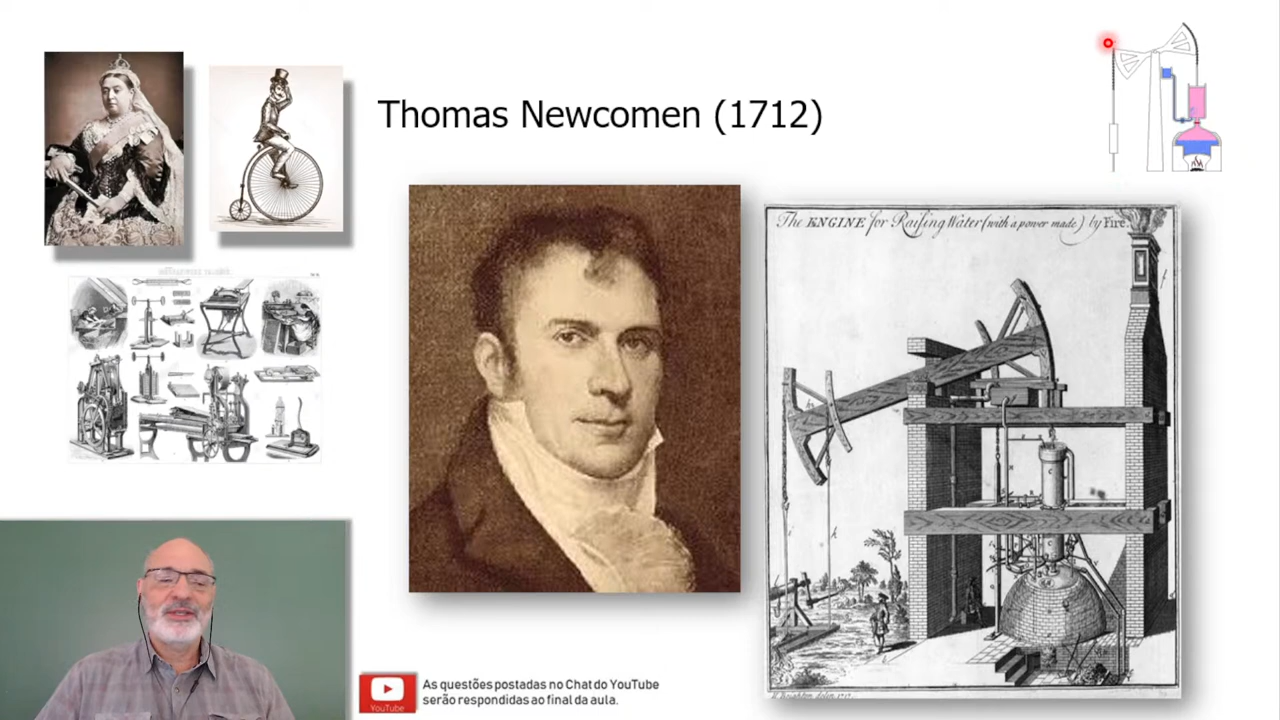 Thomas Newcomen (1712)
The ENGINE for Raiſing Water (with a power made) by Fire.
YouTube
As questões postadas no Chat do YouTube
serão respondidas ao final da aula.